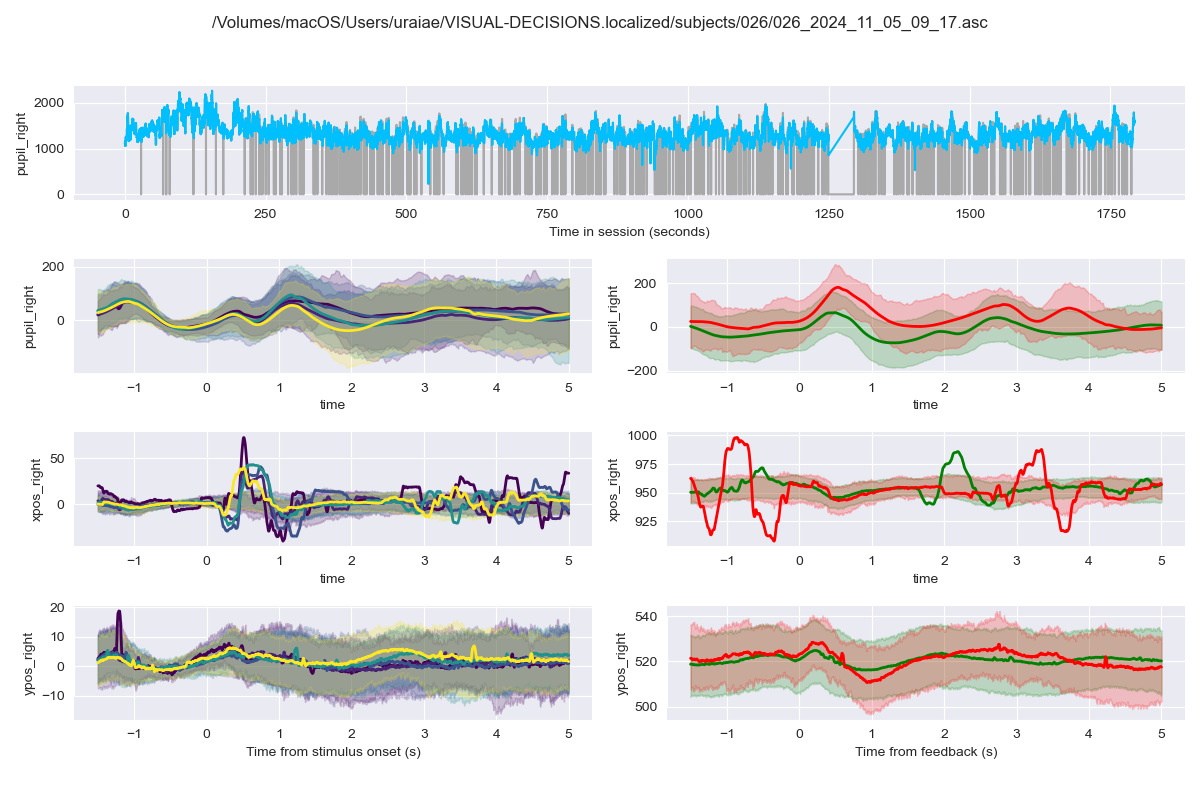 /Volumes/macOS/Users/uraiae/VISUAL-DECISIONS.localized/subjects/026/026_2024_11_05_09_17.asc
pupil_right
2000
1000
0
0 250 500 750 1000 1250 1500 1750
Time in session (seconds)
pupil_right
200
0
−1 0 1 2 3 4 5
time
pupil_right
200
0
−200
−1 0 1 2 3 4 5
time
xpos_right
50
0
−1 0 1 2 3 4 5
time
xpos_right
1000
975
950
925
−1 0 1 2 3 4 5
time
ypos_right
20
10
0
−10
−1 0 1 2 3 4 5
Time from stimulus onset (s)
ypos_right
540
520
500
−1 0 1 2 3 4 5
Time from feedback (s)